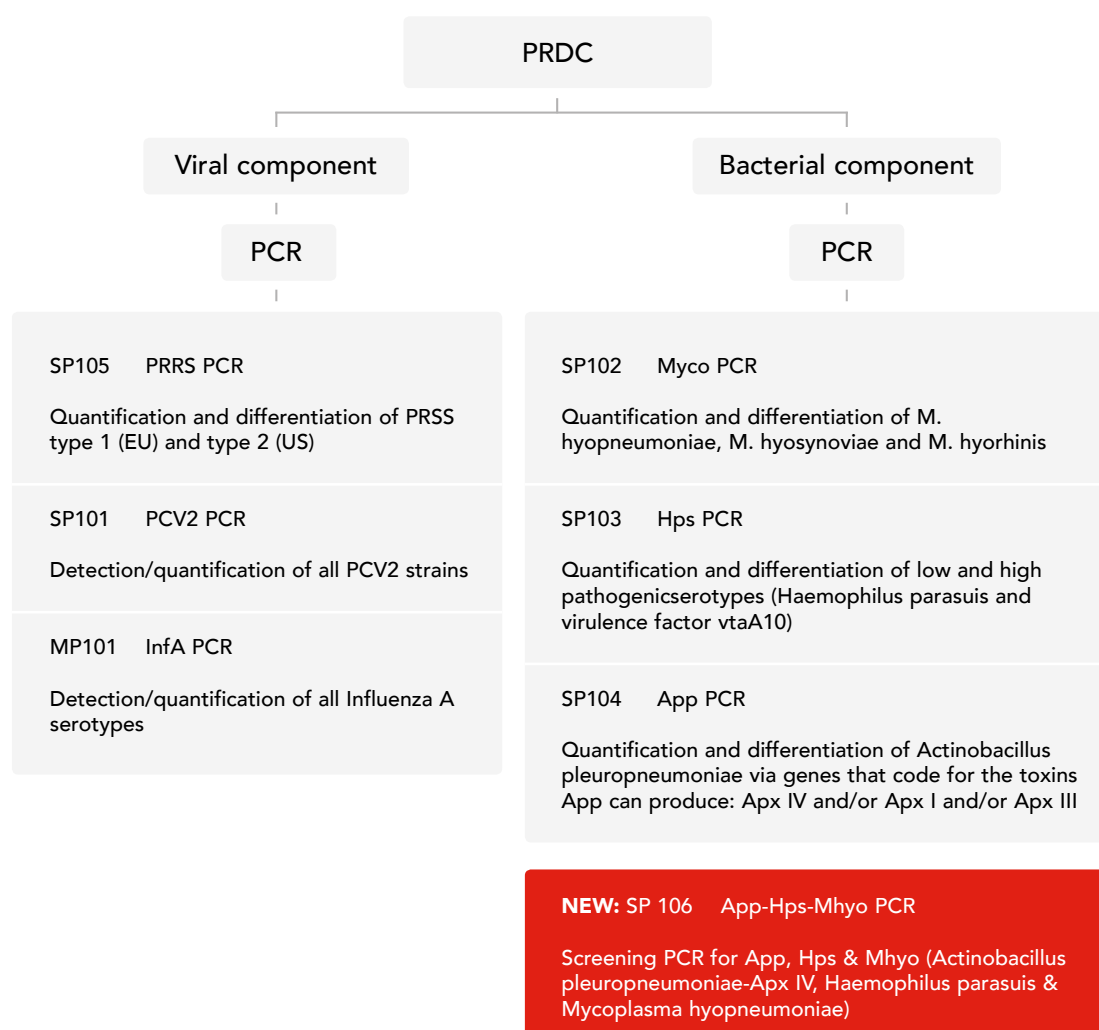 PRDC
Viral component
PCR
SP105 PRRS PCR
Quantification and differentiation of PRSS
type 1 (EU) and type 2 (US)
SP101 PCV2 PCR
Detection/quantification of all PCV2 strains
MP101 InfA PCR
Detection/quantification of all Influenza A
serotypes
Bacterial component
PCR
SP102 Myco PCR
Quantification and differentiation of M.
hyopneumoniae, M. hyosynoviae and M. hyorhinis
SP103 Hps PCR
Quantification and differentiation of low and high
pathogenicserotypes (Haemophilus parasuis and
virulence factor vtaA10)
SP104 App PCR
Quantification and differentiation of Actinobacillus
pleuropneumoniae via genes that code for the toxins
App can produce: Apx IV and/or Apx I and/or Apx III
NEW: SP 106 App-Hps-Mhyo PCR
Screening PCR for App, Hps & Mhyo (Actinobacillus
pleuropneumoniae-Apx IV, Haemophilus parasuis &
Mycoplasma hyopneumoniae)